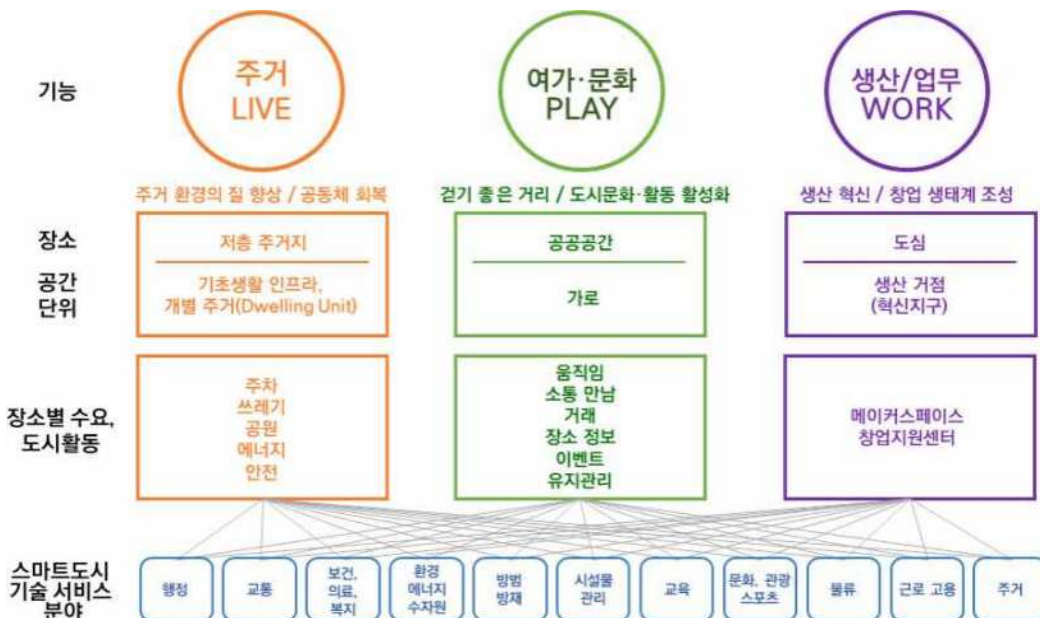 기능
주거
LIVE
여가·문화
PLAY
생산/업무
WORK
주거 환경의 질 향상 / 공동체 회복
걷기 좋은 거리 / 도시문화·활동 활성화
생산 혁신 / 창업 생태계 조성
장소
저층 주거지
공공공간
도심
공간
단위
기초생활 인프라,
개별 주거(Dwelling Unit)
가로
생산 거점
(혁신지구)
장소별 수요,
도시활동
주차
쓰레기
공원
에너지
안전
움직임
소통 만남
거래
장소 정보
이벤트
유지관리
메이커스페이스
창업지원센터
스마트도시
기술 서비스
분야
행정
교통
보건,
의료,
복지
환경
에너지
수자원
방범
방재
시설물
관리
교육
문화, 관광
스포츠
물류
근로 고용
주거